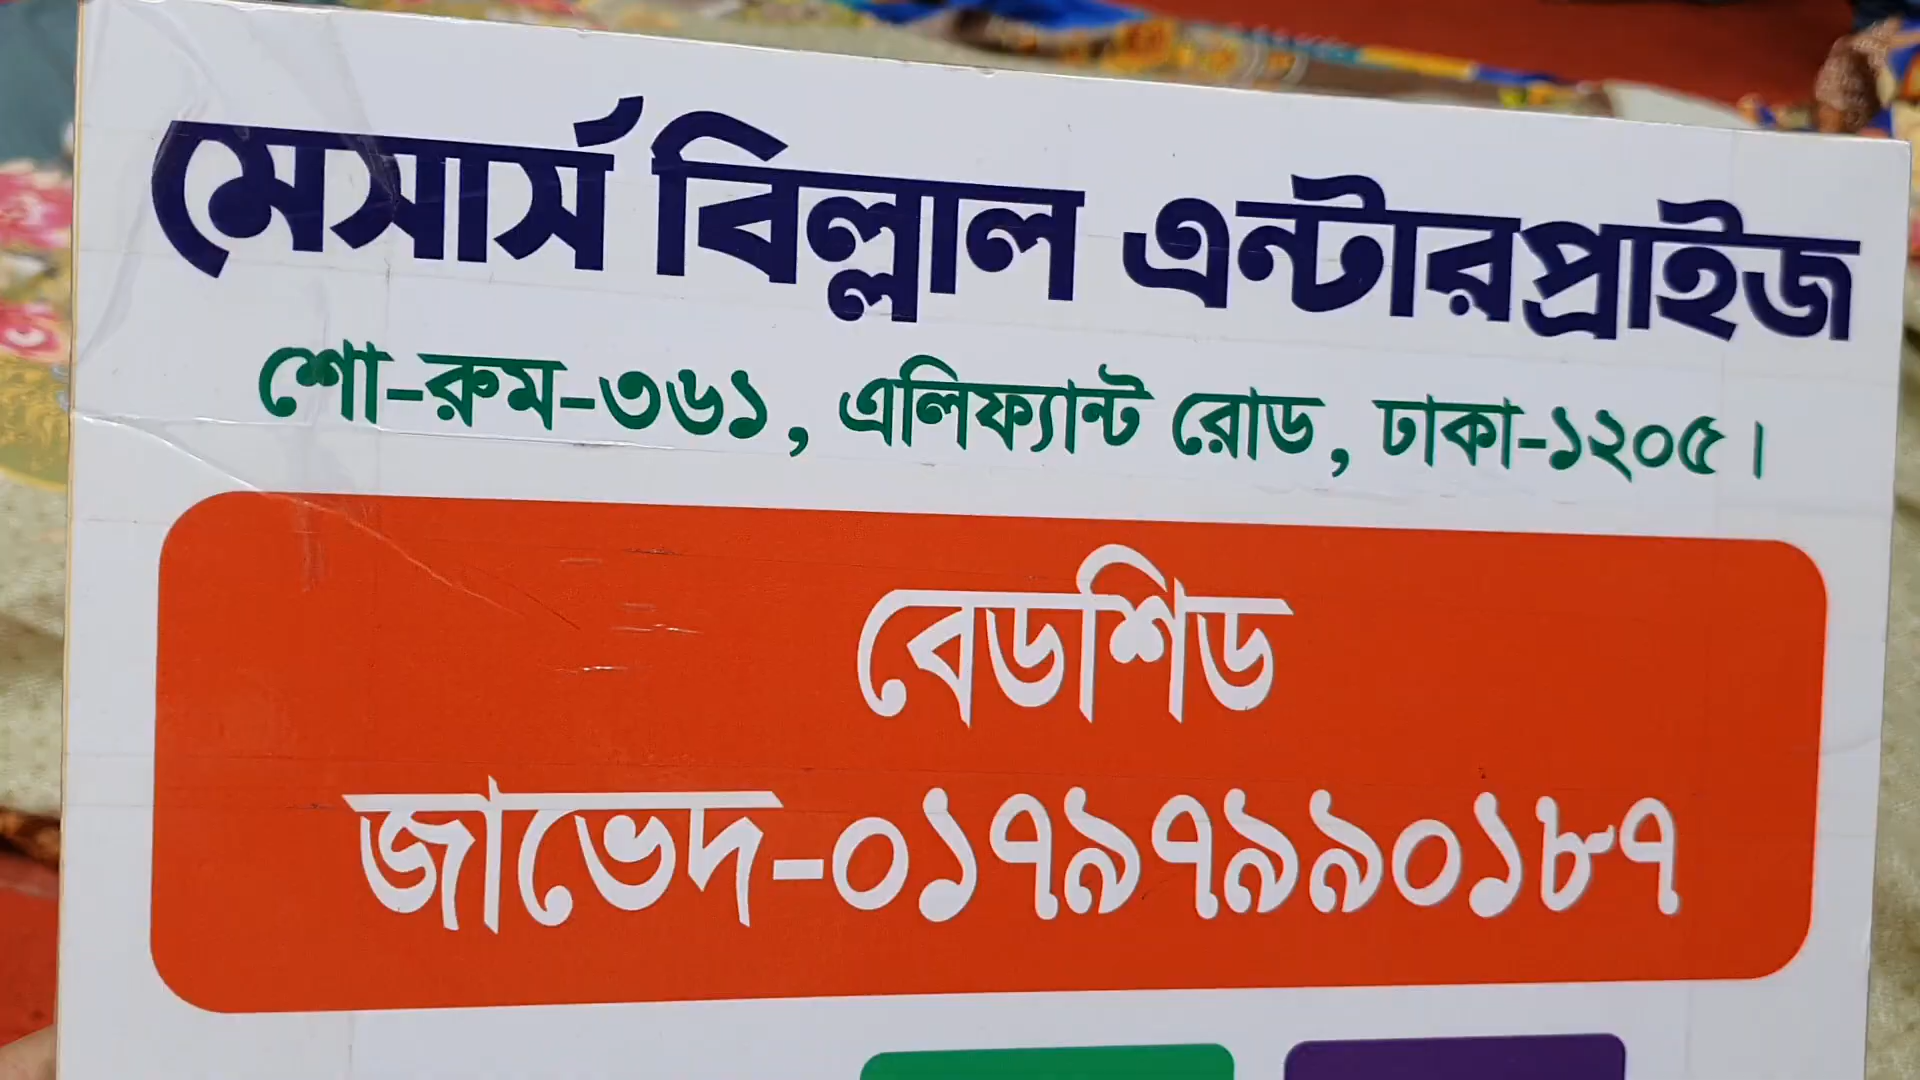 মেসার্স বিল্লাল এন্টারপ্রাইজ
শো-রুম-৩৬১, এলিফ্যান্ট রোড, ঢাকা-১২০৫।
বেডশিড
জাভেদ-০১৭৯৭৯৯০১৮৭